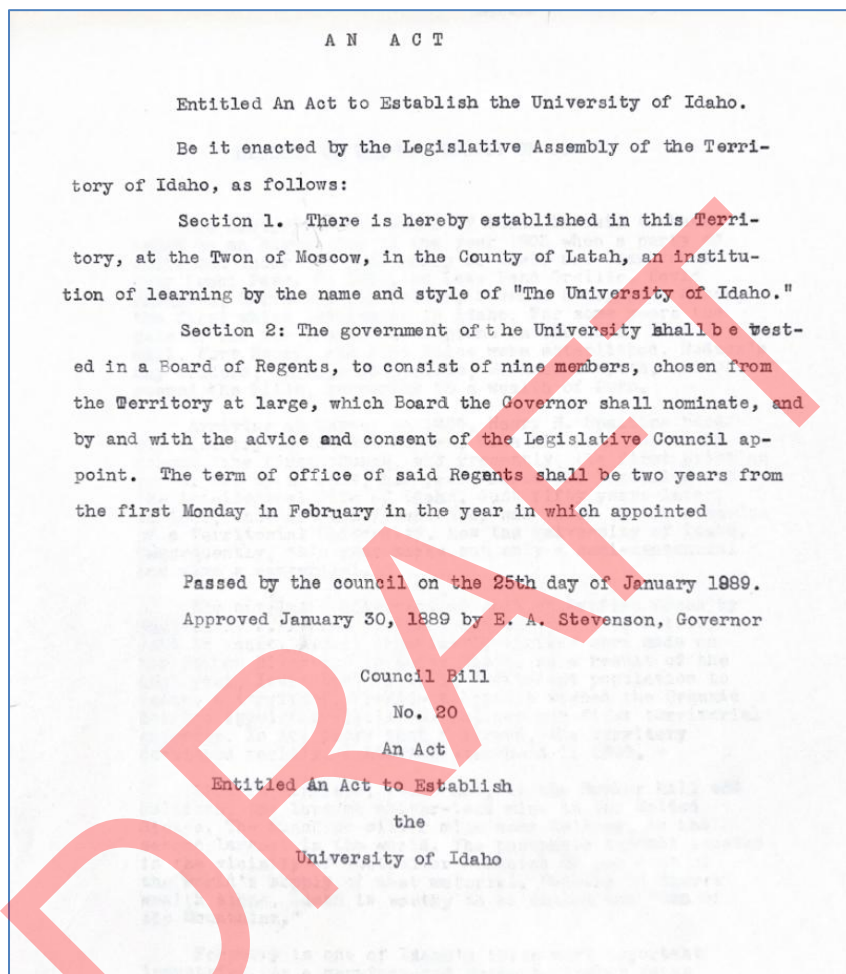 AN ACT
Entitled An Act to Establish the University of Idaho.
Be it enacted by the Legislative Assembly of the Terri-
tory of Idaho, as follows:
Section 1. There is hereby established in this Terri-
tory, at the Twon of Moscow, in the County of Latah, an institu-
tion of learning by the name and style of "The University of Idaho."
Section 2: The government of the University shall be vest-
ed in a Board of Regents, to consist of nine members, chosen from
the Territory at large, which Board the Governor shall nominate, and
by and with the advice and consent of the Legislative Council ap-
point. The term of office of said Regents shall be two years from
the first Monday in February in the year in which appointed
Passed by the council on the 25th day of January 1889.
Approved January 30, 1889 by E. A. Stevenson, Governor
Council Bill
No. 20
An Act
Entitled An Act to Establish
the
University of Idaho
DRAFT